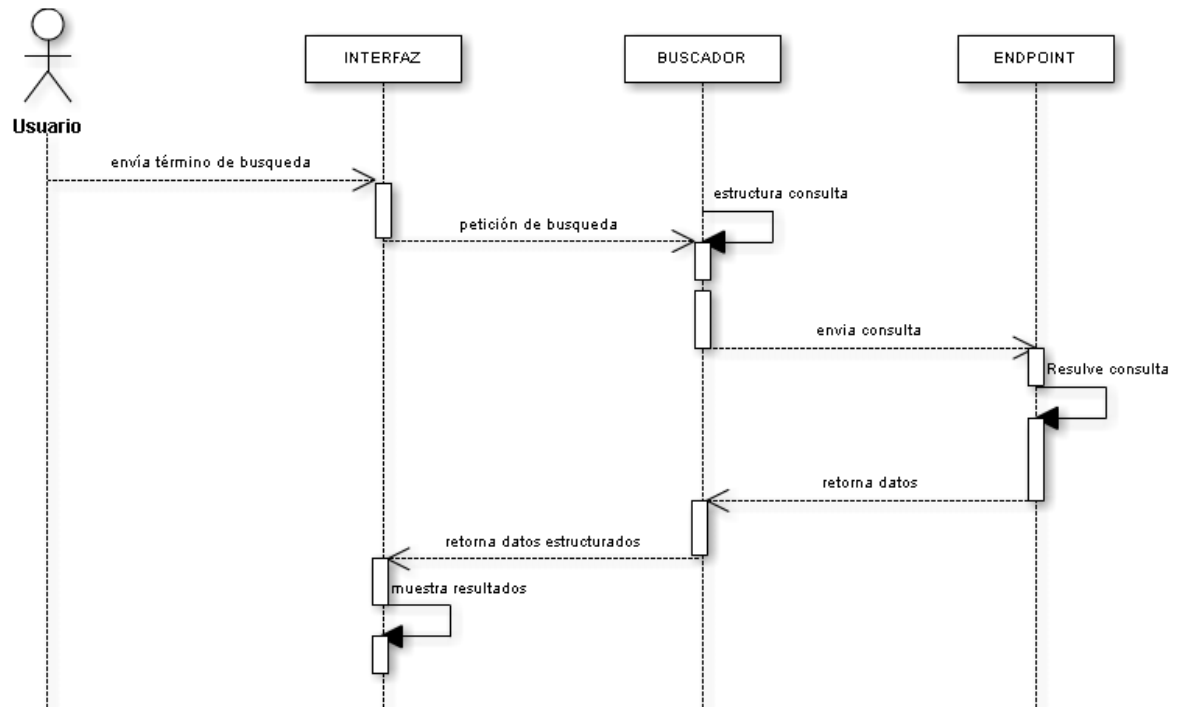 INTERFAZ
BUSCADOR
ENDPOINT
Usuario
envía término de busqueda
estructura consulta
petición de busqueda
envia consulta
Resulve consulta
retorna datos
retorna datos estructurados
muestra resultados